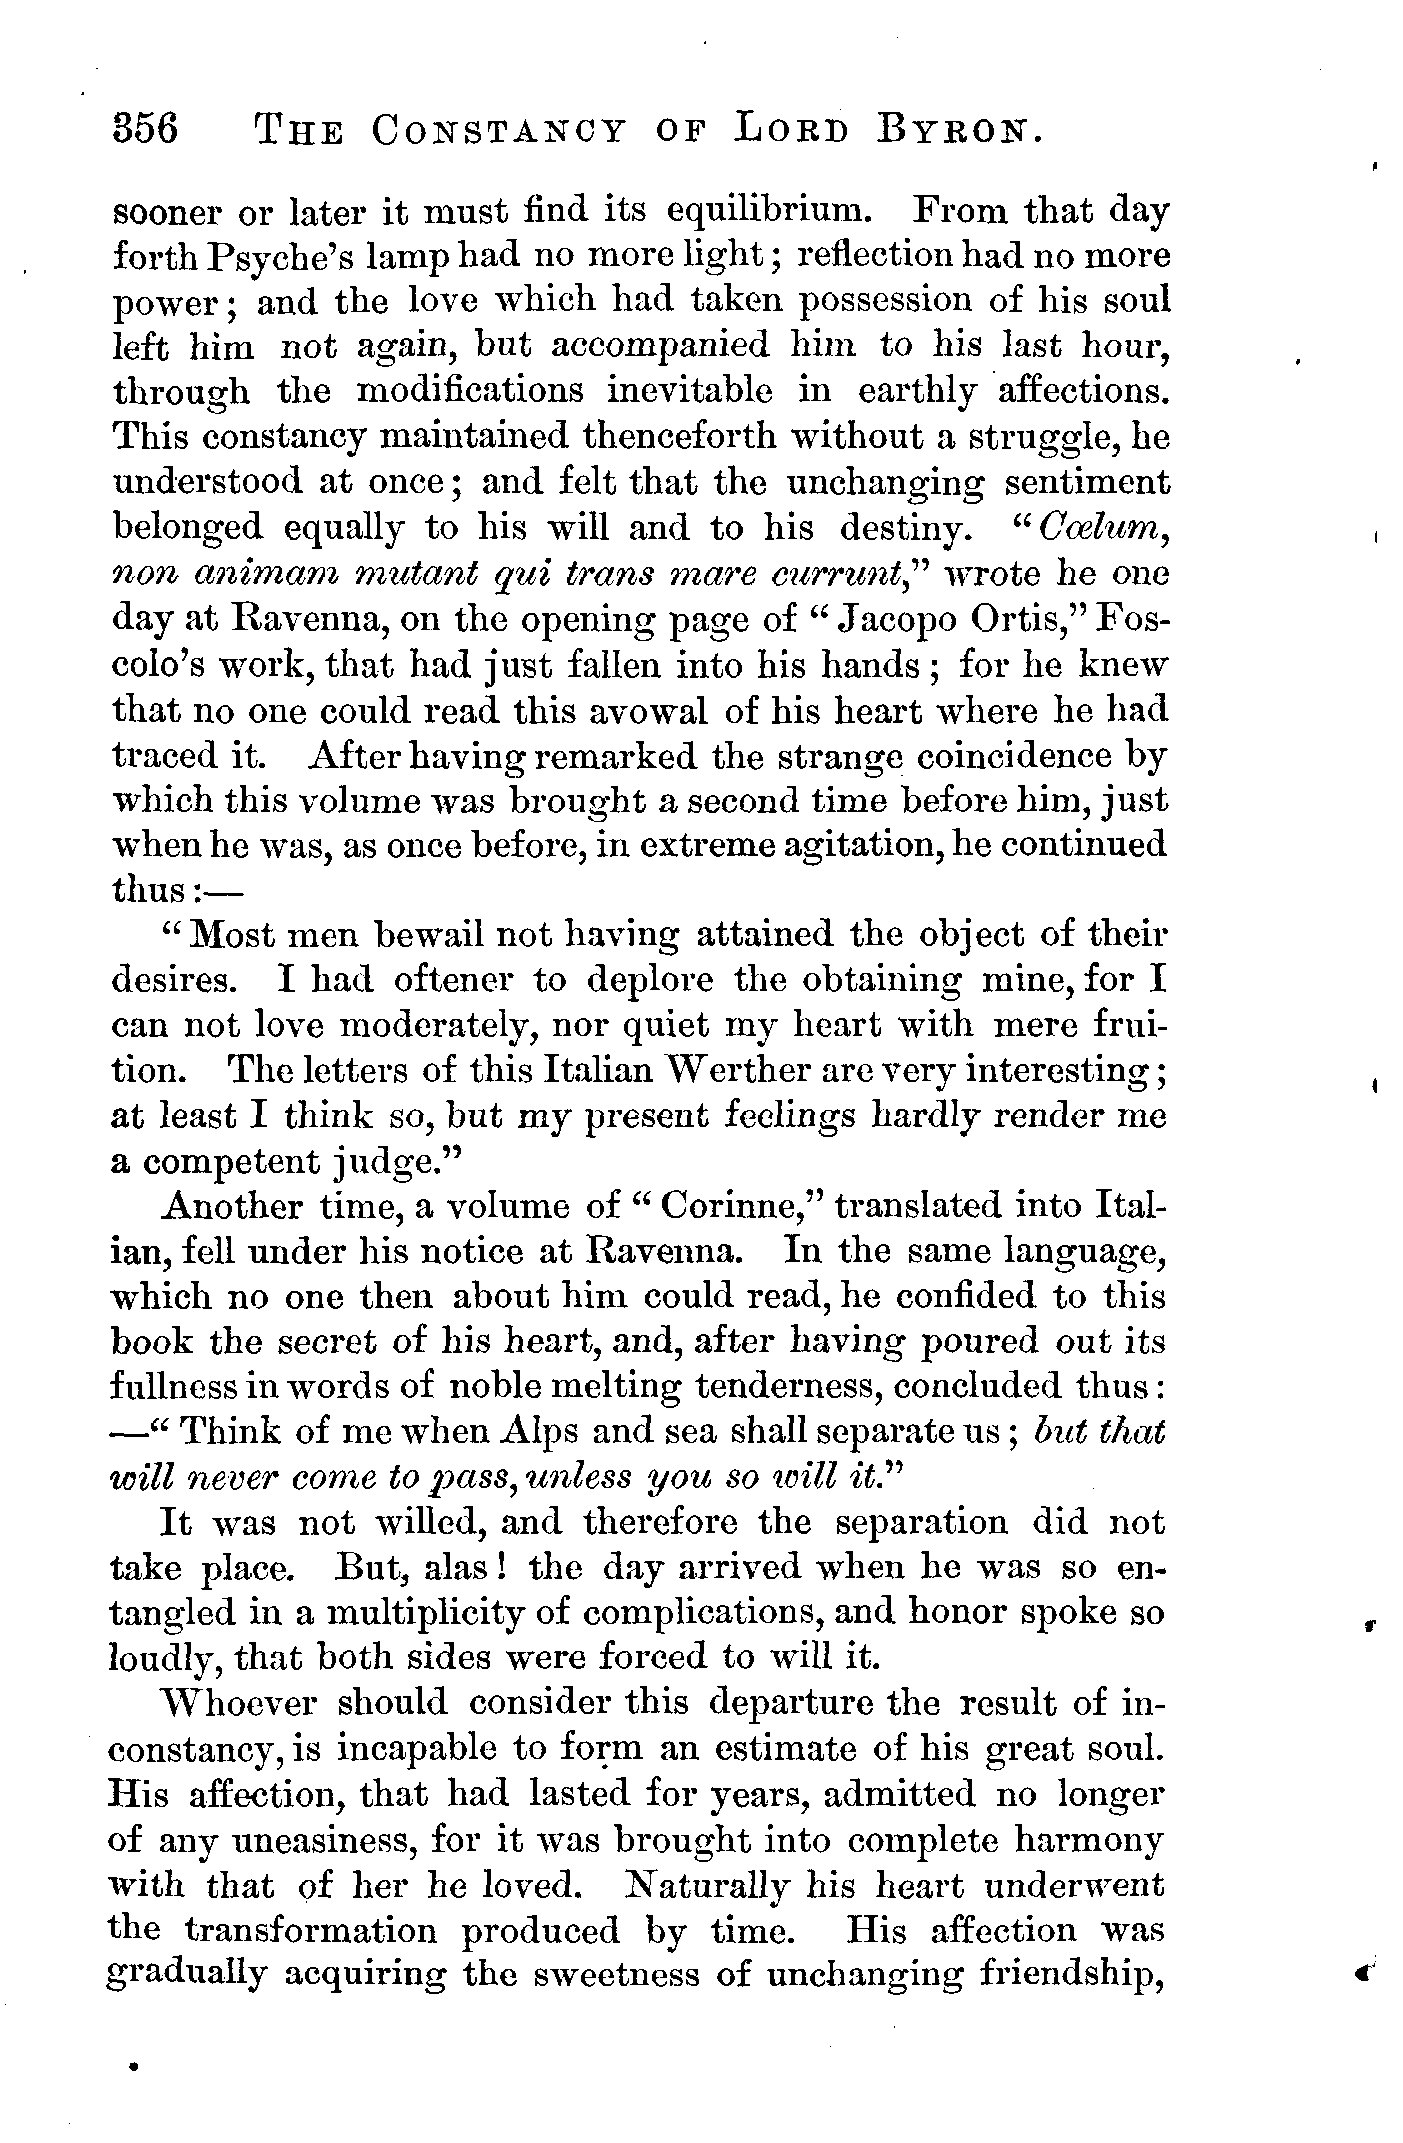 356 THE CONSTANCY OF LORD BYRON.
sooner or later it must find its equilibrium. From that day
forth Psyche's lamp had no more light; reflection had no more
power; and the love which had taken possession of his soul
left him not again, but accompanied him to his last hour,
through the modifications inevitable in earthly affections.
This constancy maintained thenceforth without a struggle, he
understood at once; and felt that the unchanging sentiment
belonged equally to his will and to his destiny. "Cœlum,
non animam mutant qui trans mare currunt," wrote he one
day at Ravenna, on the opening page of "Jacopo Ortis," Fos-
colo's work, that had just fallen into his hands; for he knew
that no one could read this avowal of his heart where he had
traced it. After having remarked the strange coincidence by
which this volume was brought a second time before him, just
when he was, as once before, in extreme agitation, he continued
thus:—
"Most men bewail not having attained the object of their
desires. I had oftener to deplore the obtaining mine, for I
can not love moderately, nor quiet my heart with mere frui-
tion. The letters of this Italian Werther are very interesting;
at least I think so, but my present feelings hardly render me
a competent judge."
Another time, a volume of "Corinne," translated into Ital-
ian, fell under his notice at Ravenna. In the same language,
which no one then about him could read, he confided to this
book the secret of his heart, and, after having poured out its
fullness in words of noble melting tenderness, concluded thus:
—"Think of me when Alps and sea shall separate us; but that
will never come to pass, unless you so will it."
It was not willed, and therefore the separation did not
take place. But, alas! the day arrived when he was so en-
tangled in a multiplicity of complications, and honor spoke so
loudly, that both sides were forced to will it.
Whoever should consider this departure the result of in-
constancy, is incapable to form an estimate of his great soul.
His affection, that had lasted for years, admitted no longer
of any uneasiness, for it was brought into complete harmony
with that of her he loved. Naturally his heart underwent
the transformation produced by time. His affection was
gradually acquiring the sweetness of unchanging friendship,